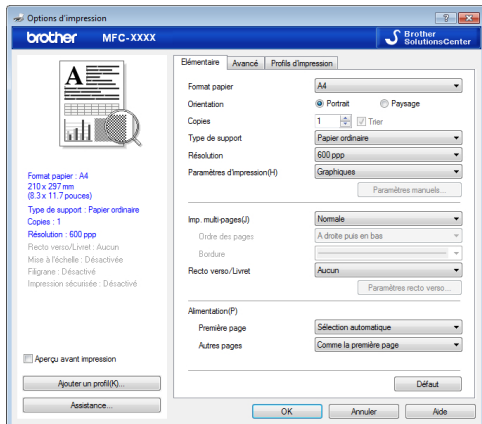 Options d'impression
brother MFC-XXXX
Brother
SolutionsCenter
Elémentaire Avancé Profils d'impression
Format papier A4
Orientation Portrait Paysage
Copies 1 Trier
Type de support Papier ordinaire
Résolution 600 ppp
Paramètres d'impression(H) Graphiques
Paramètres manuels...
Imp. multi-pages(J) Normale
Ordre des pages A droite puis en bas
Bordure
Recto verso/Livret Aucun
Paramètres recto verso...
Alimentation(P)
Première page Sélection automatique
Autres pages Comme la première page
Défaut
A
Format papier : A4
210 x 297 mm
(8.3 x 11.7 pouces)
Type de support : Papier ordinaire
Copies : 1
Résolution : 600 ppp
Recto verso/Livret : Aucun
Mise à l'échelle : Désactivée
Filigrane : Désactivé
Impression sécurisée : Désactivé
Aperçu avant impression
Ajouter un profil(K)...
Assistance...
OK Annuler Aide